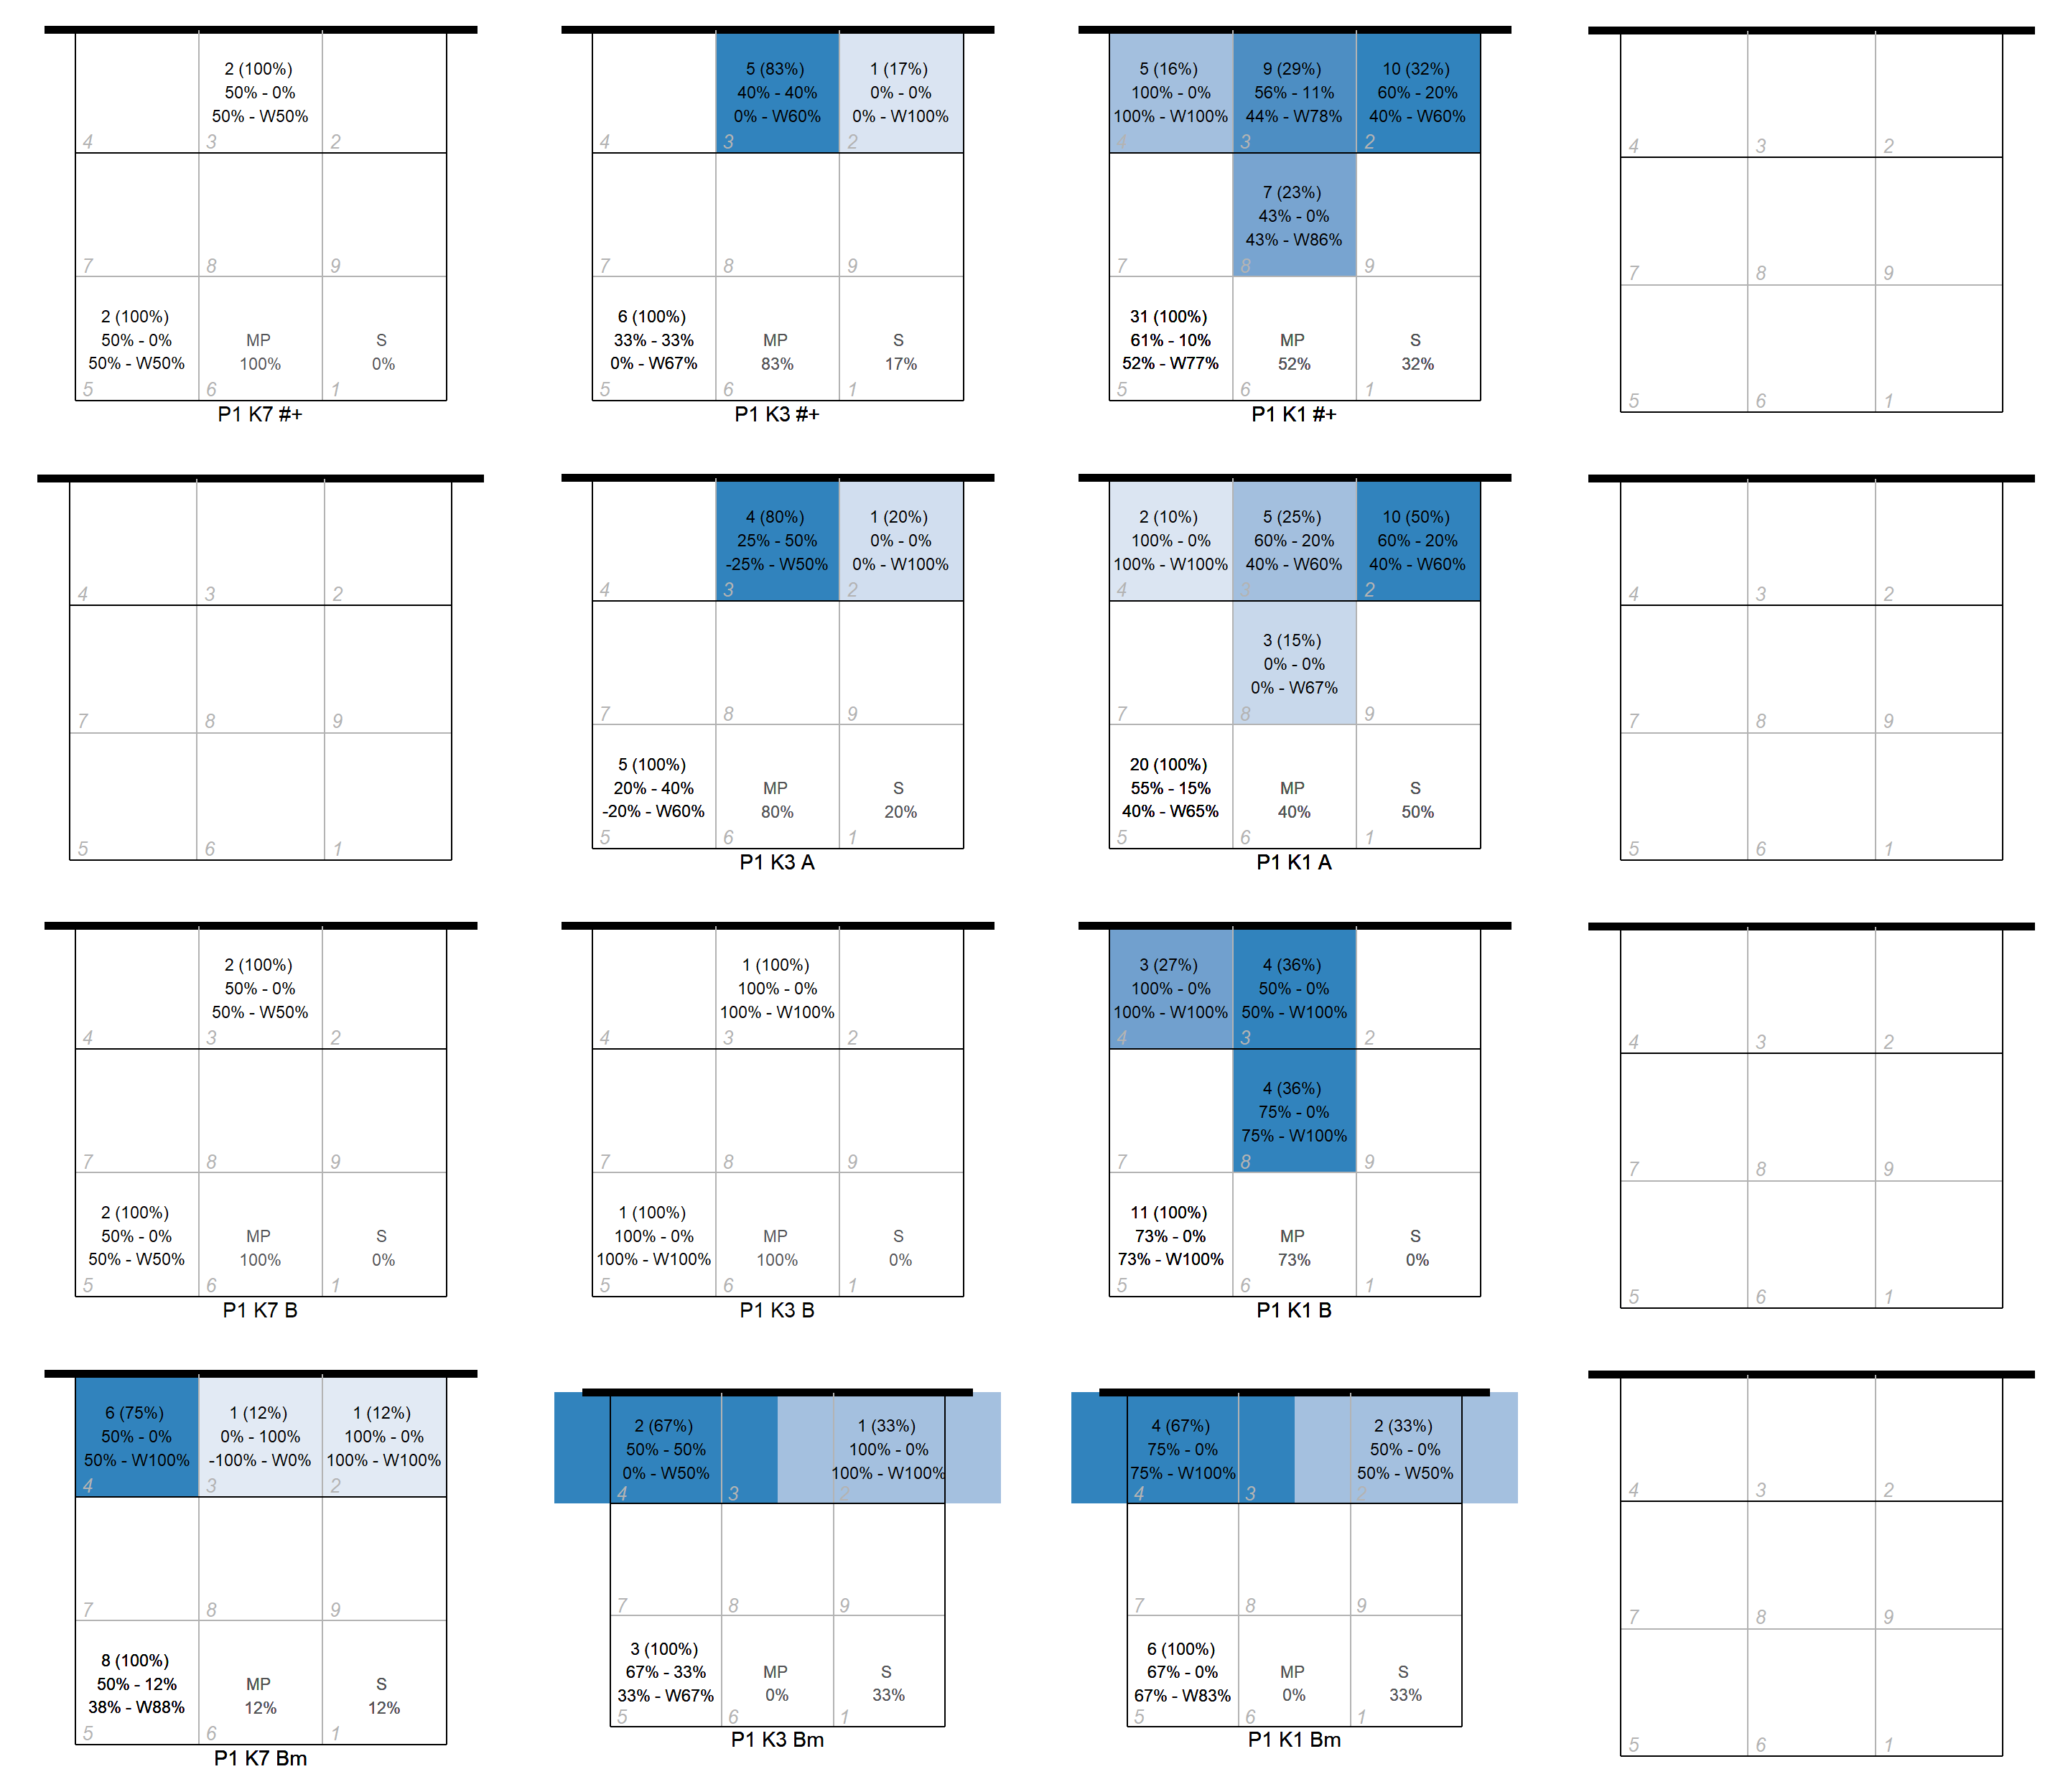 2 (100%)
50% - 0%
50% - W50%
4 3 2
7 8 9
2 (100%)
50% - 0% MP S
50% - W50% 100% 0%
5 6 1
P1 K7 #+
5 (83%) 1 (17%)
40% - 40% 0% - 0%
0% - W60% 0% - W100%
4 3 2
7 8 9
6 (100%)
33% - 33% MP S
0% - W67% 83% 17%
5 6 1
P1 K3 #+
5 (16%) 9 (29%) 10 (32%)
100% - 0% 56% - 11% 60% - 20%
100% - W100% 44% - W78% 40% - W60%
4 3 2
7 (23%)
43% - 0%
43% - W86%
7 8 9
31 (100%)
61% - 10% MP S
52% - W77% 52% 32%
5 6 1
P1 K1 #+
4 3 2
7 8 9
5 6 1
4 3 2
7 8 9
5 6 1
4 (80%) 1 (20%)
25% - 50% 0% - 0%
-25% - W50% 0% - W100%
4 3 2
7 8 9
5 (100%)
20% - 40% MP S
-20% - W60% 80% 20%
5 6 1
P1 K3 A
2 (10%) 5 (25%) 10 (50%)
100% - 0% 60% - 20% 60% - 20%
100% - W100% 40% - W60% 40% - W60%
4 3 2
3 (15%)
0% - 0%
0% - W67%
7 8 9
20 (100%)
55% - 15% MP S
40% - W65% 40% 50%
5 6 1
P1 K1 A
4 3 2
7 8 9
5 6 1
2 (100%)
50% - 0%
50% - W50%
4 3 2
7 8 9
2 (100%)
50% - 0% MP S
50% - W50% 100% 0%
5 6 1
P1 K7 B
1 (100%)
100% - 0%
100% - W100%
4 3 2
7 8 9
1 (100%)
100% - 0% MP S
100% - W100% 100% 0%
5 6 1
P1 K3 B
3 (27%) 4 (36%)
100% - 0% 50% - 0%
100% - W100% 50% - W100%
4 3 2
4 (36%)
75% - 0%
75% - W100%
7 8 9
11 (100%)
73% - 0% MP S
73% - W100% 73% 0%
5 6 1
P1 K1 B
4 3 2
7 8 9
5 6 1
6 (75%) 1 (12%) 1 (12%)
50% - 0% 0% - 100% 100% - 0%
50% - W100% -100% - W0% 100% - W100%
4 3 2
7 8 9
8 (100%)
50% - 12% MP S
38% - W88% 12% 12%
5 6 1
P1 K7 Bm
2 (67%) 1 (33%)
50% - 50% 100% - 0%
0% - W50% 100% - W100%
4 3 2
7 8 9
3 (100%)
67% - 33% MP S
33% - W67% 0% 33%
5 6 1
P1 K3 Bm
4 (67%) 2 (33%)
75% - 0% 50% - 0%
75% - W100% 50% - W50%
4 3 2
7 8 9
6 (100%)
67% - 0% MP S
67% - W83% 0% 33%
5 6 1
P1 K1 Bm
4 3 2
7 8 9
5 6 1